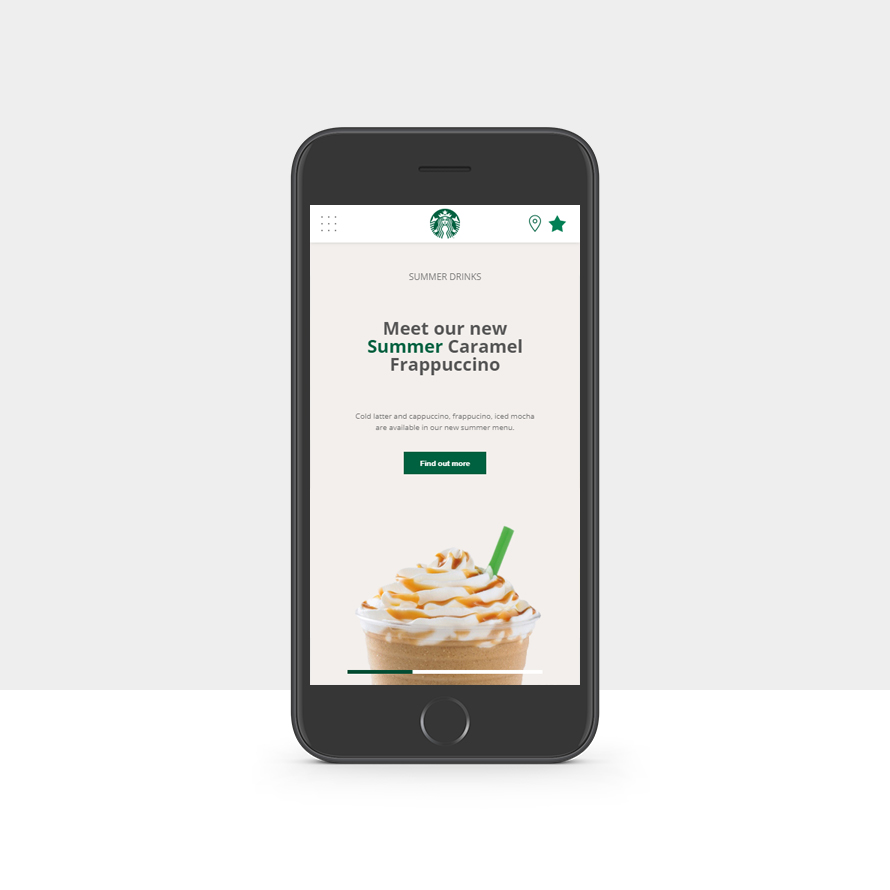 SUMMER DRINKS
Meet our new
Summer Caramel
Frappuccino
Cold latter and cappuccino, frappucino, iced mocha
are available in our new summer menu.
Find out more